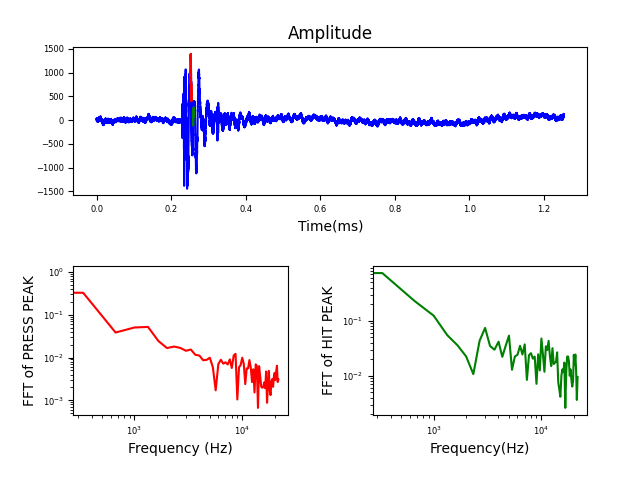 Amplitude
1500
1000
500
0
−500
−1000
−1500
0.0 0.2 0.4 0.6 0.8 1.0 1.2
Time(ms)
FFT of PRESS PEAK
10⁰
10⁻¹
10⁻²
10⁻³
10³ 10⁴
Frequency (Hz)
FFT of HIT PEAK
10⁻¹
10⁻²
10³ 10⁴
Frequency(Hz)